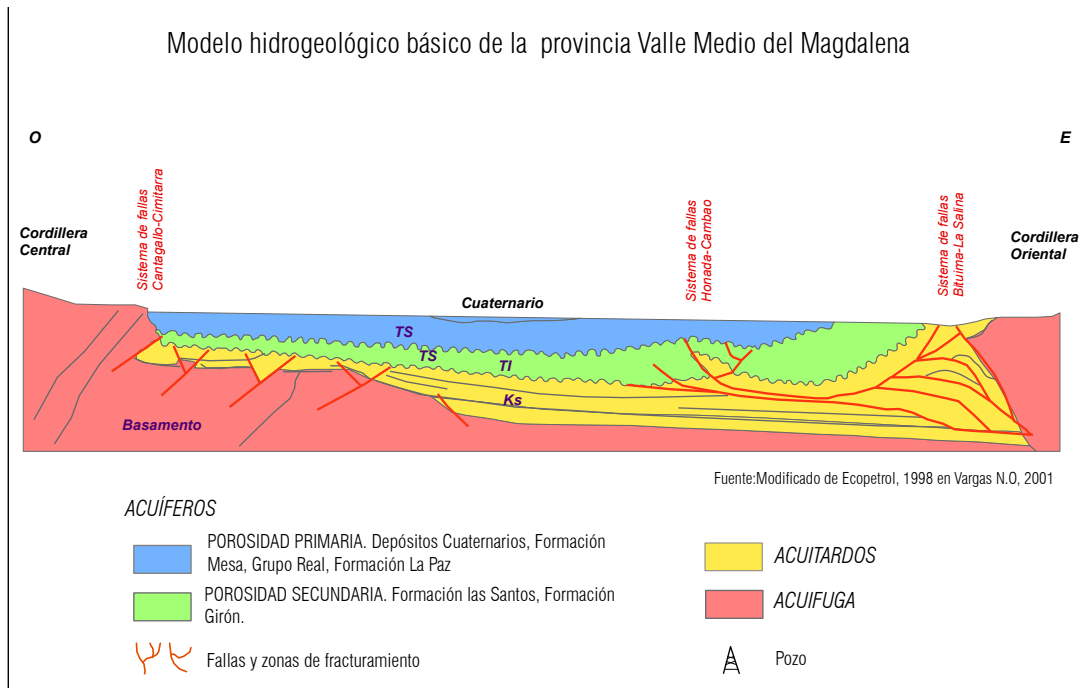 Modelo hidrogeológico básico de la provincia Valle Medio del Magdalena
O
E
Sistema de fallas
Cantagallo-Cimitarra
Sistema de fallas
Honada-Cambao
Sistema de fallas
Bituima-La Salina
Cordillera
Central
Cordillera
Oriental
Cuaternario
TS
TS
TI
Ks
Basamento
Fuente:Modificado de Ecopetrol, 1998 en Vargas N.O, 2001
ACUÍFEROS
POROSIDAD PRIMARIA. Depósitos Cuaternarios, Formación
Mesa, Grupo Real, Formación La Paz
POROSIDAD SECUNDARIA. Formación las Santos, Formación
Girón.
Fallas y zonas de fracturamiento
ACUITARDOS
ACUIFUGA
Pozo